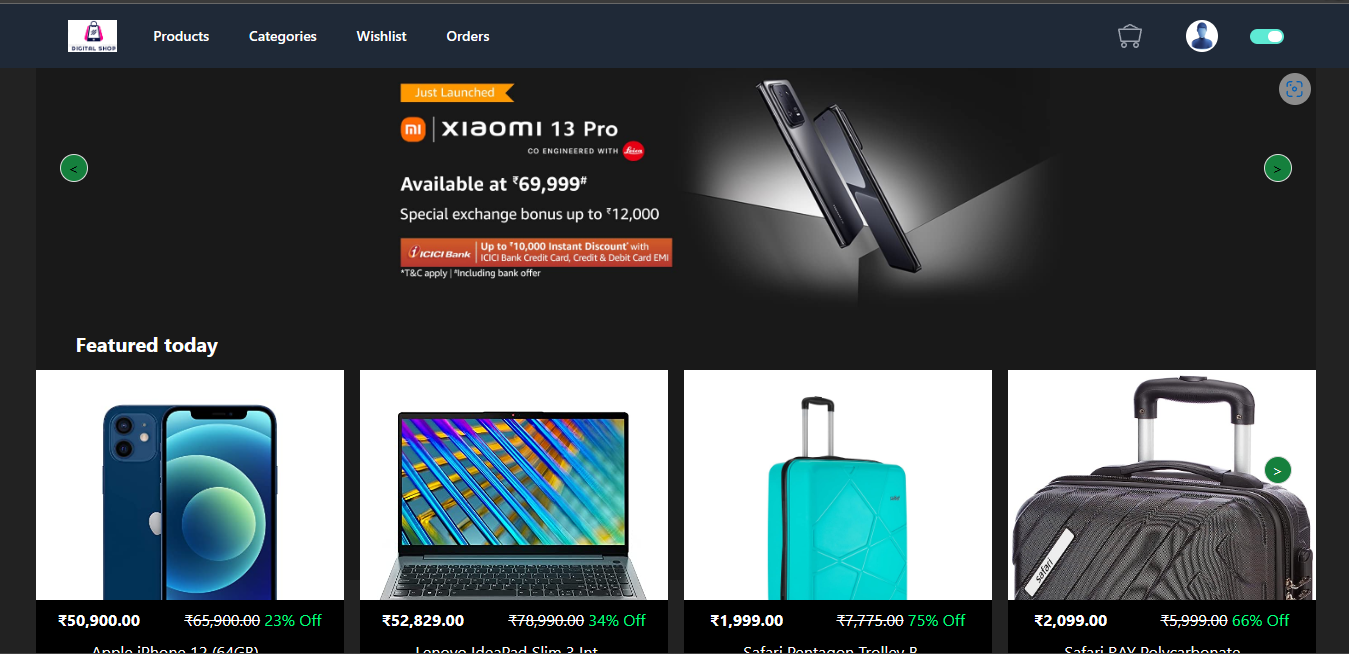 DIGITAL SHOP
Products Categories Wishlist Orders
Just Launched
mi | xiaomi 13 Pro
CO ENGINEERED WITH Leica
<
>
Available at ₹69,999#
Special exchange bonus up to ₹12,000
ICICI Bank | Up to ₹10,000 Instant Discount* with
ICICI Bank Credit Card, Credit & Debit Card EMI
*T&C apply | #Including bank offer
Featured today
>
safari
₹50,900.00 ₹65,900.00 23% Off
₹52,829.00 ₹78,990.00 34% Off
₹1,999.00 ₹7,775.00 75% Off
₹2,099.00 ₹5,999.00 66% Off
Apple iPhone 12 (64GB)
Lenovo IdeaPad Slim 3 Int
Safari Pentagon Trolley B
Safari RAY Polycarbonate